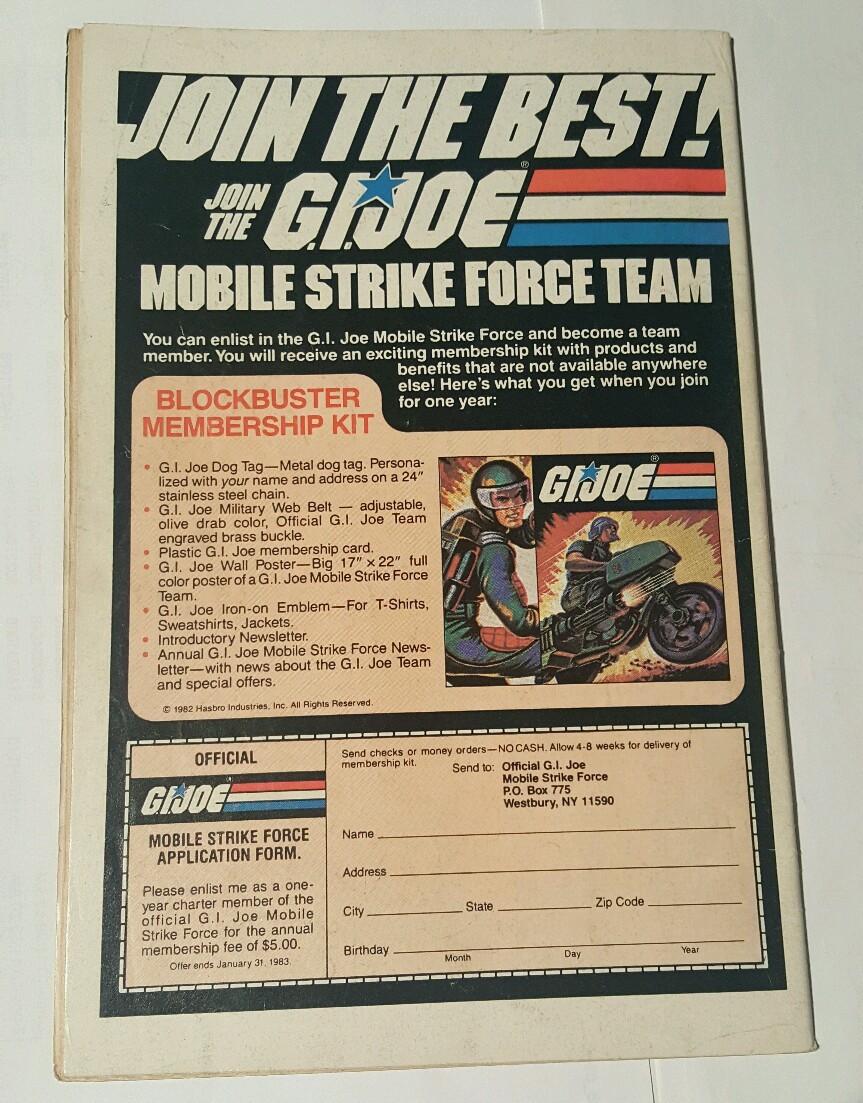 JOIN THE BEST!
JOIN
THE
G.I.JOE®
MOBILE STRIKE FORCE TEAM
You can enlist in the G.I. Joe Mobile Strike Force and become a team
member. You will receive an exciting membership kit with products and
benefits that are not available anywhere
else! Here's what you get when you join
for one year:
BLOCKBUSTER
MEMBERSHIP KIT
• G.I. Joe Dog Tag—Metal dog tag. Persona-
lized with your name and address on a 24″
stainless steel chain.
• G.I. Joe Military Web Belt — adjustable,
olive drab color, Official G.I. Joe Team
engraved brass buckle.
• Plastic G.I. Joe membership card.
• G.I. Joe Wall Poster—Big 17″ × 22″ full
color poster of a G.I. Joe Mobile Strike Force
Team.
• G.I. Joe Iron-on Emblem—For T-Shirts,
Sweatshirts, Jackets.
• Introductory Newsletter.
• Annual G.I. Joe Mobile Strike Force News-
letter—with news about the G.I. Joe Team
and special offers.
© 1982 Hasbro Industries, Inc. All Rights Reserved.
G.I.JOE®
OFFICIAL
G.I.JOE
MOBILE STRIKE FORCE
APPLICATION FORM.
Please enlist me as a one-
year charter member of the
official G.I. Joe Mobile
Strike Force for the annual
membership fee of $5.00.
Offer ends January 31, 1983.
Send checks or money orders—NO CASH. Allow 4-8 weeks for delivery of
membership kit.
Send to: Official G.I. Joe
Mobile Strike Force
P.O. Box 775
Westbury, NY 11590
Name
Address
City State Zip Code
Birthday
Month Day Year